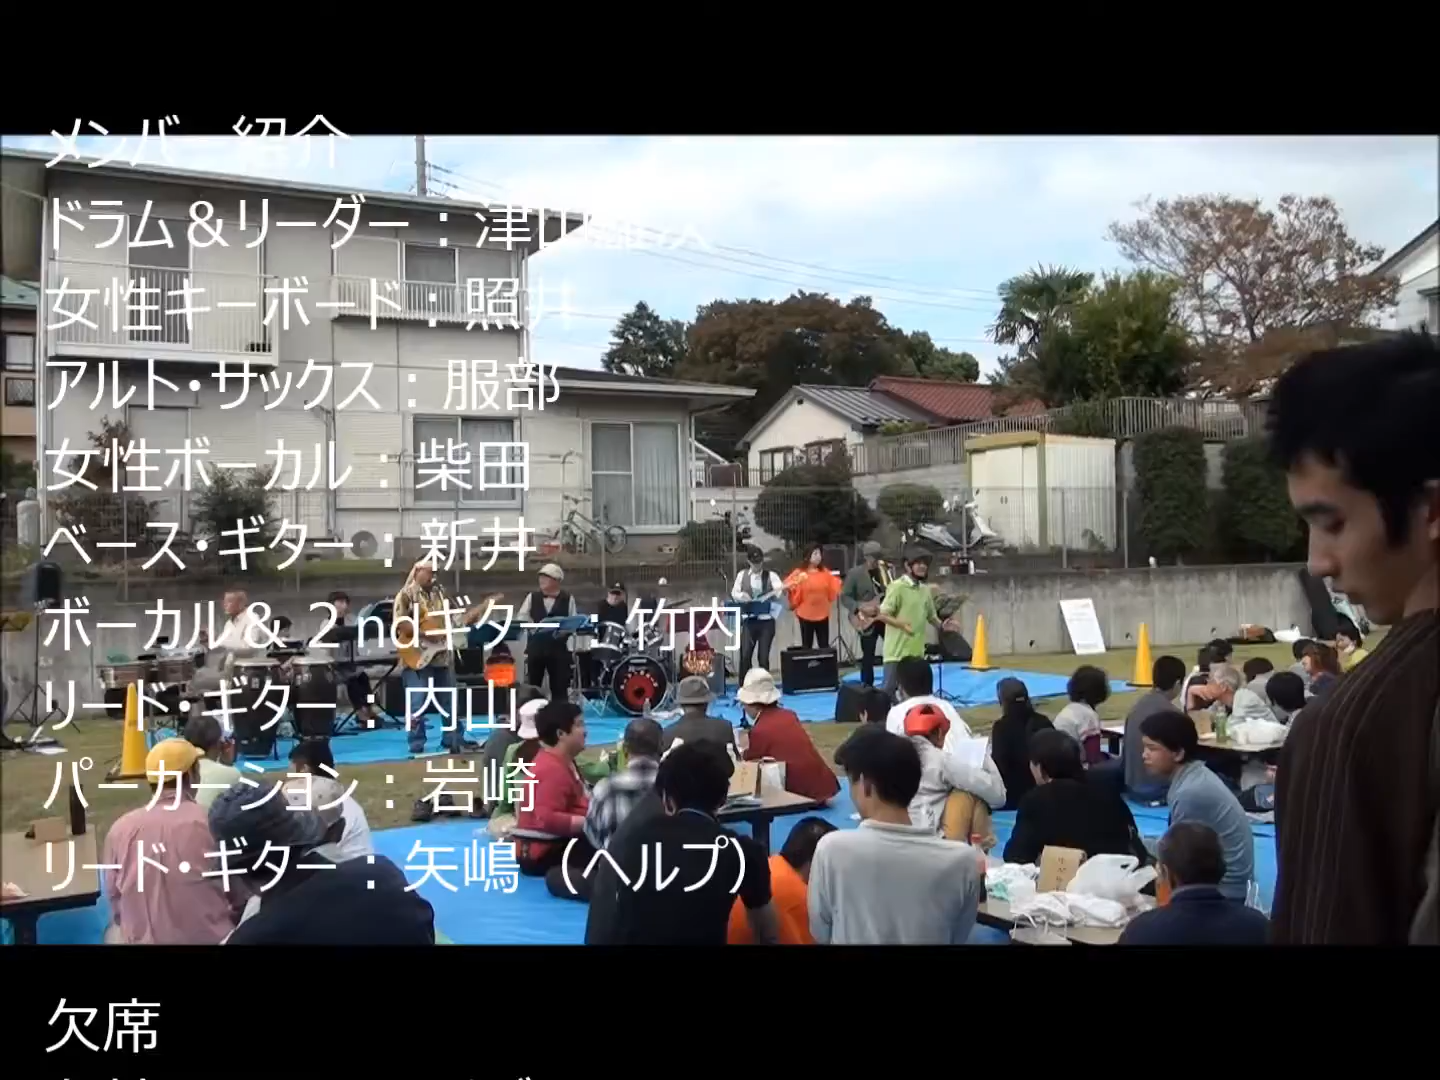 メンバー紹介
ドラム＆リーダー：津田
女性キーボード：照井
アルト・サックス：服部
女性ボーカル：柴田
ベース・ギター：新井
ボーカル＆２ndギター：竹内
リード・ギター：内山
パーカーション：岩崎
リード・ギター：矢嶋（ヘルプ）
欠席